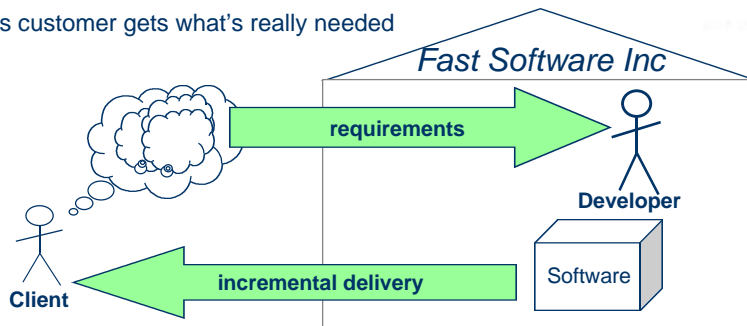 s customer gets what's really needed
Fast Software Inc
requirements
Developer
Software
incremental delivery
Client